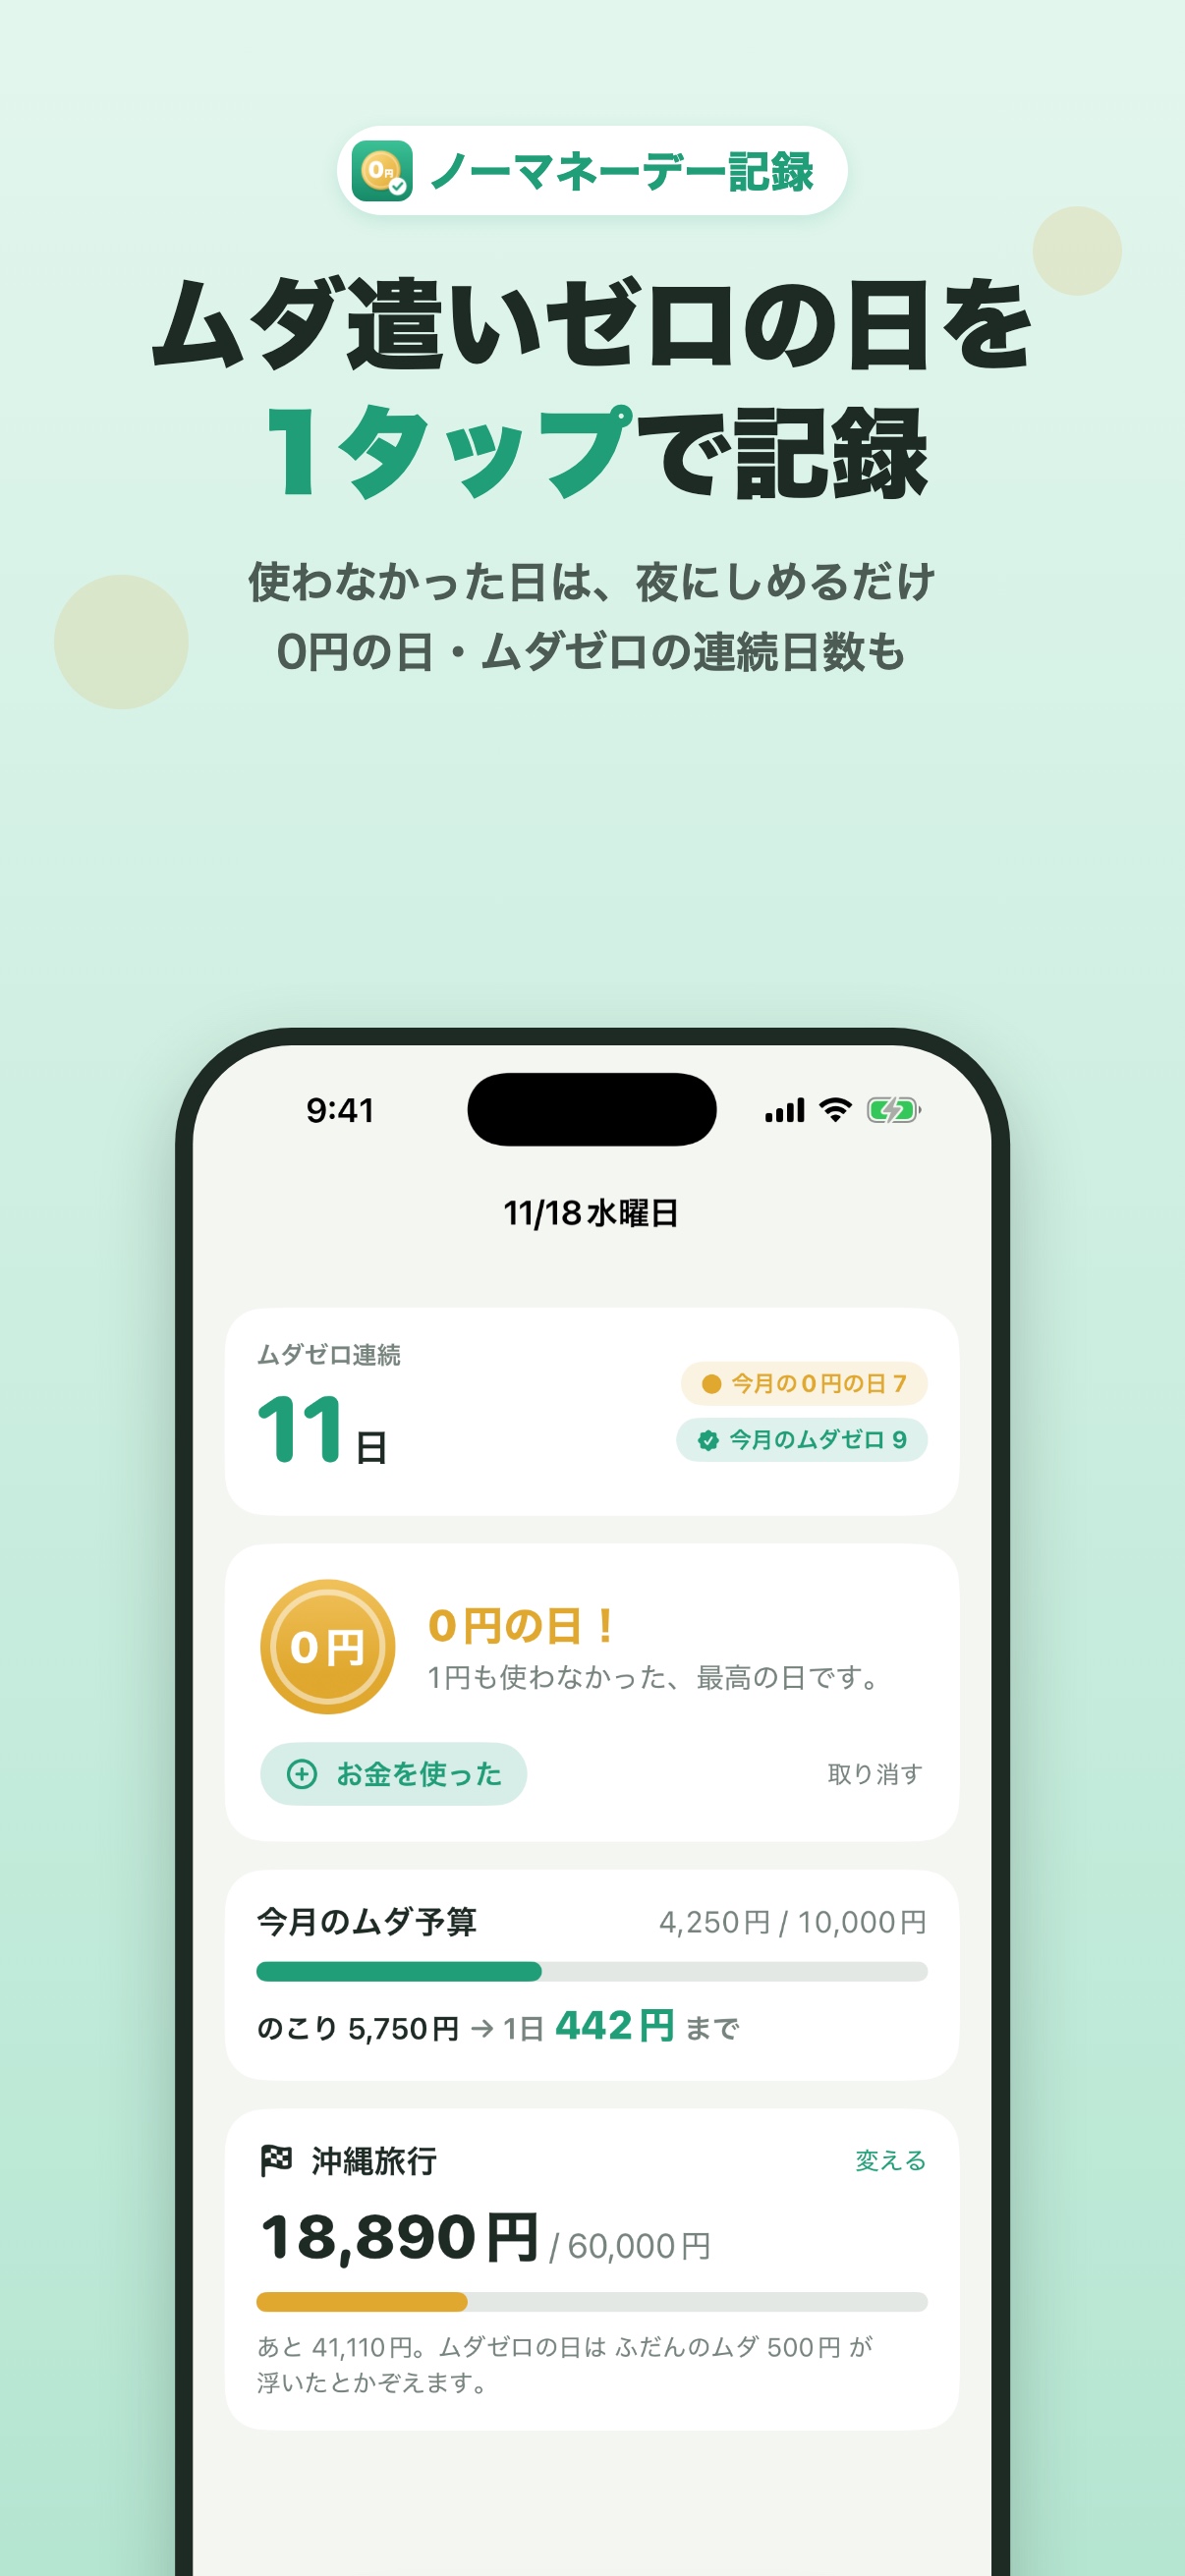 0円
ノーマネーデー記録
ムダ遣いゼロの日を
1タップで記録
使わなかった日は、夜にしめるだけ
0円の日・ムダゼロの連続日数も
9:41
11/18 水曜日
ムダゼロ連続
11日
今月の0円の日 7
今月のムダゼロ 9
0円
0円の日！
1円も使わなかった、最高の日です。
お金を使った
取り消す
今月のムダ予算
4,250円 / 10,000円
のこり 5,750円 → 1日 442円 まで
沖縄旅行
変える
18,890円 / 60,000円
あと 41,110円。ムダゼロの日は ふだんのムダ 500円 が
浮いたとかぞえます。